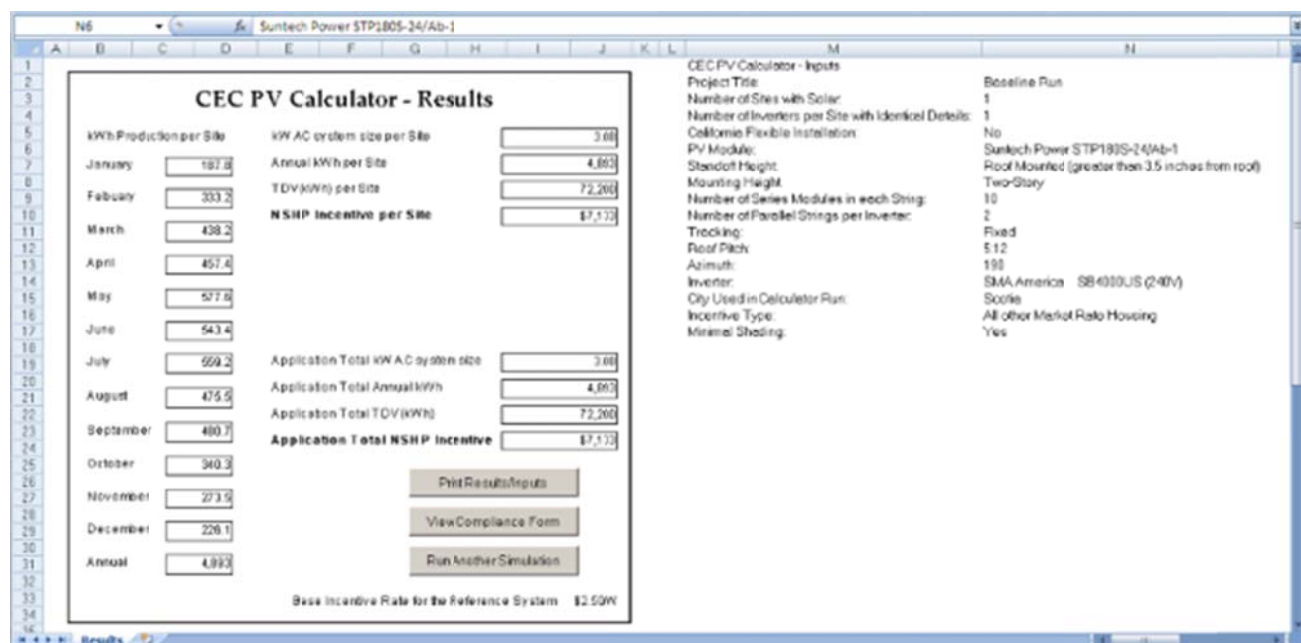 N6
Suntech Power STP180S-24/Ab-1
A B C D E F G H I J K L M N
CEC PV Calculator - Results
kWh Production per Site
January 187.8
Febuary 333.2
March 438.2
April 457.4
May 577.6
June 543.4
July 559.2
August 475.5
September 480.7
October 340.3
November 273.5
December 226.1
Annual 4,893
kW AC system size per Site
Annual kWh per Site 4,893
TDV (kWh) per Site 72,200
NSHP Incentive per Site
Application Total kW AC system size
Application Total Annual kWh 4,893
Application Total TDV (kWh) 72,200
Application Total NSHP Incentive
Print Results/Inputs
View Compliance Form
Run Another Simulation
Base Incentive Rate for the Reference System $2.50/W
CEC PV Calculator - Inputs
Project Title: Baseline Run
Number of Sites with Solar: 1
Number of Inverters per Site with Identical Details: 1
California Flexible Installation: No
PV Module: Suntech Power STP180S-24/Ab-1
Standoff Height: Roof Mounted (greater than 3.5 inches from roof)
Mounting Height: Two-Story
Number of Series Modules in each String: 10
Number of Parallel Strings per Inverter: 2
Tracking: Fixed
Roof Pitch: 5:12
Azimuth: 190
Inverter: SMA America SB4000US (240V)
City Used in Calculator Run: Scotia
Incentive Type: All other Market Rate Housing
Minimal Shading: Yes
Results